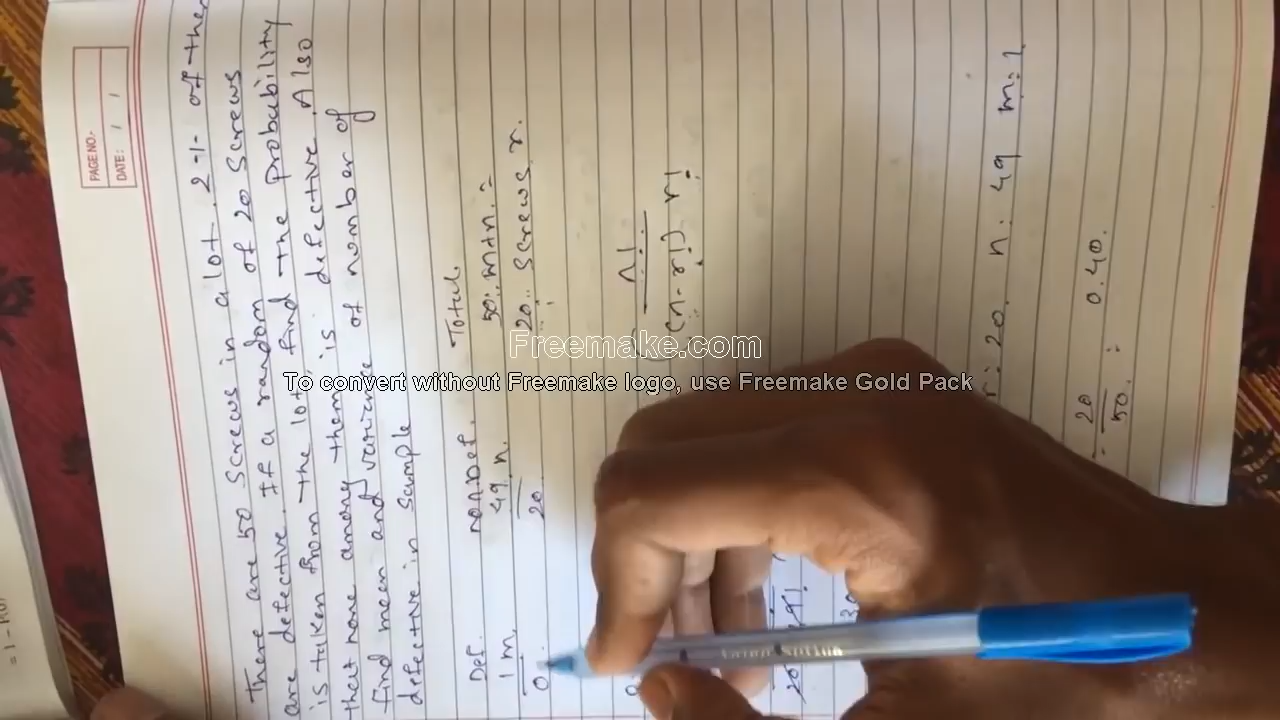 PAGE NO.
DATE: / /
There are 50 screws in a lot. 2 -/- of them
are defective. If a random of 20 screws
is taken from the lot, find the probability
that none among them is defective. Also
find mean and variance of nomber of
defective in sample
Def. nonDef. Total.
1 m. 49 n. 50 .. m+n. =
0. 20 20 .. screws r.
n!
(n-r!) r!
r = 20. n. 49 m = 1
20
50. : 0.40.
Freemake.com
To convert without Freemake logo, use Freemake Gold Pack